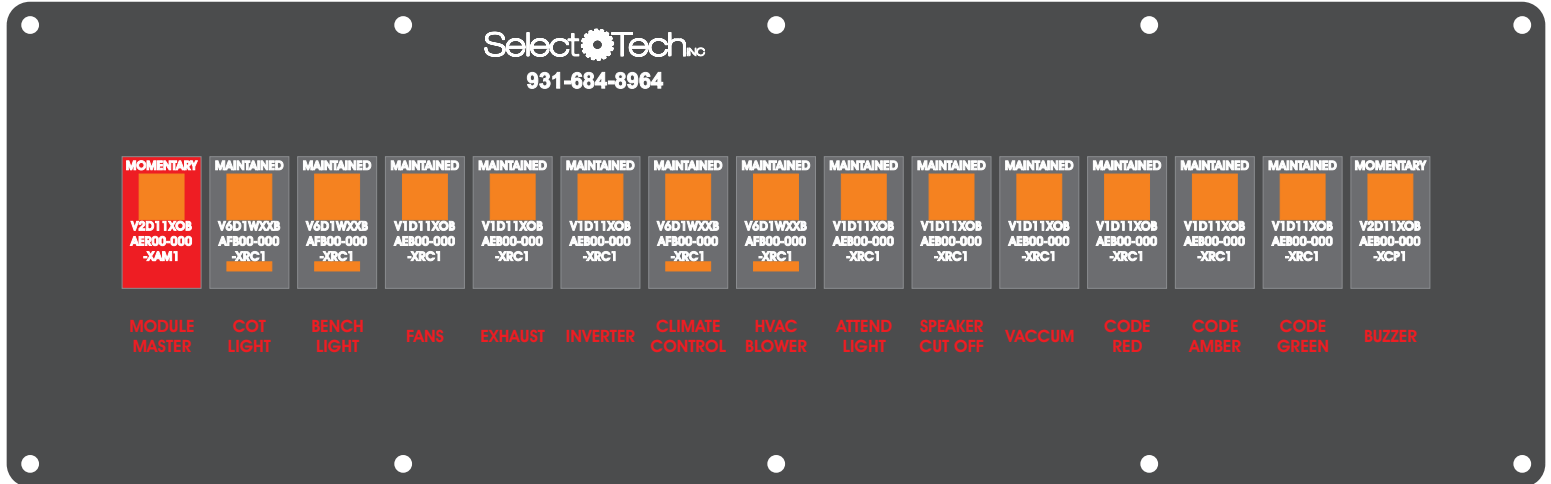 SelectTech INC
931-684-8964
MOMENTARY MAINTAINED MAINTAINED MAINTAINED MAINTAINED MAINTAINED MAINTAINED MAINTAINED MAINTAINED MAINTAINED MAINTAINED MAINTAINED MAINTAINED MAINTAINED MOMENTARY
V2D11XOB V6D1WXXB V6D1WXXB V1D11XOB V1D11XOB V1D11XOB V6D1WXXB V6D1WXXB V1D11XOB V1D11XOB V1D11XOB V1D11XOB V1D11XOB V1D11XOB V2D11XOB
AER00-000 AFB00-000 AFB00-000 AEB00-000 AEB00-000 AEB00-000 AFB00-000 AFB00-000 AEB00-000 AEB00-000 AEB00-000 AEB00-000 AEB00-000 AEB00-000 AEB00-000
-XAM1 -XRC1 -XRC1 -XRC1 -XRC1 -XRC1 -XRC1 -XRC1 -XRC1 -XRC1 -XRC1 -XRC1 -XRC1 -XRC1 -XCP1
MODULE
MASTER
COT
LIGHT
BENCH
LIGHT
FANS
EXHAUST
INVERTER
CLIMATE
CONTROL
HVAC
BLOWER
ATTEND
LIGHT
SPEAKER
CUT OFF
VACCUM
CODE
RED
CODE
AMBER
CODE
GREEN
BUZZER